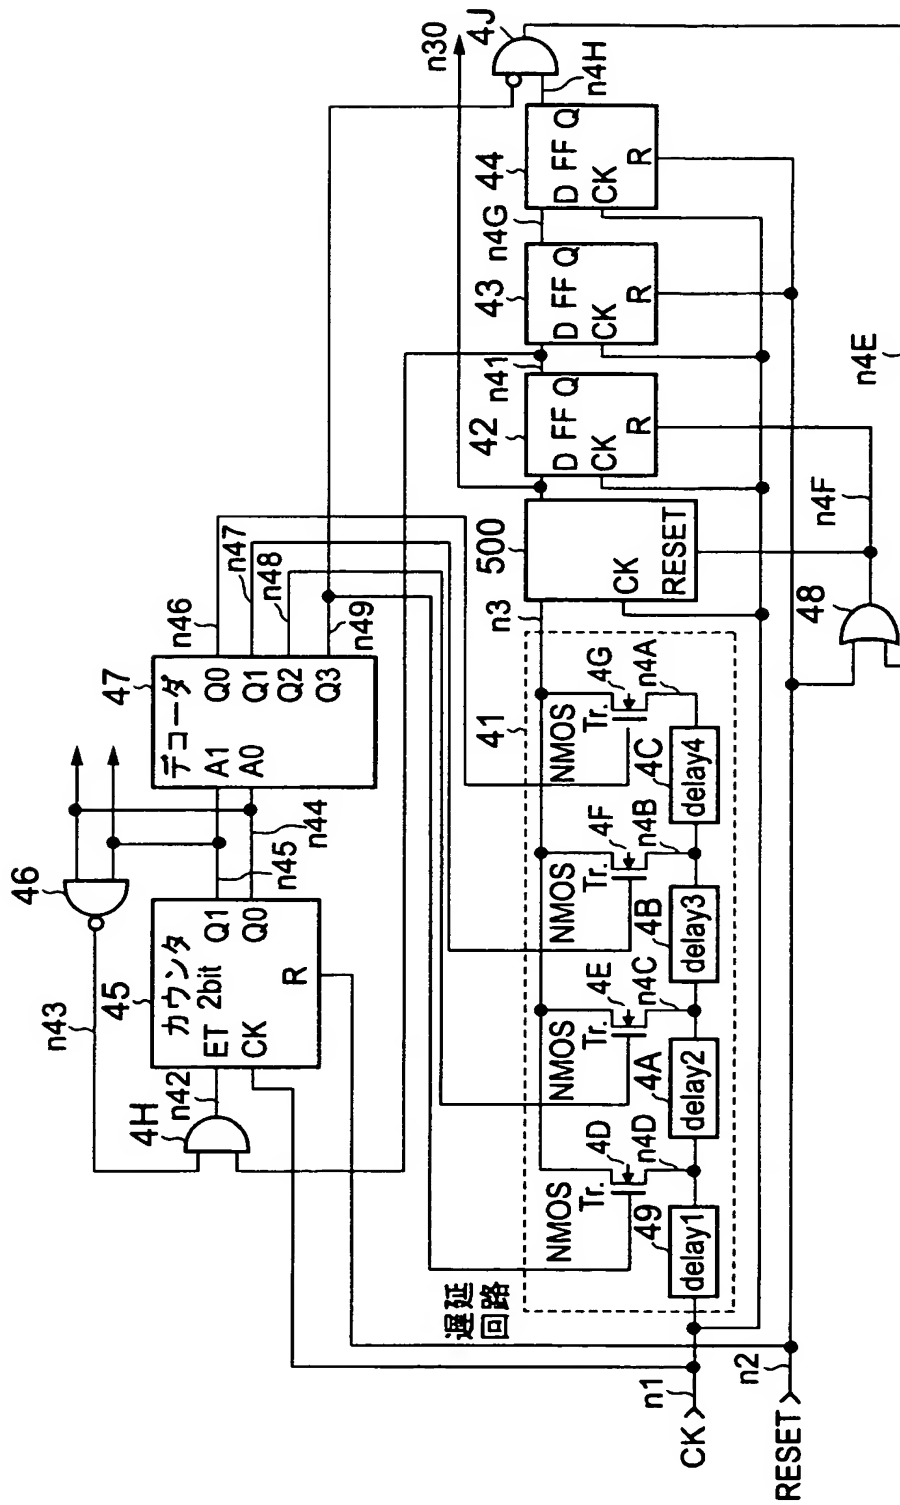 46
n43
45
カウンタ
2bit
ET
CK
Q1
Q0
R
4H
n42
n45
n44
47
デコーダ
A1
A0
Q0
Q1
Q2
Q3
n46
n47
n48
n49
n30
4J
n4H
遅延
回路
41
NMOS
Tr.
4D
n4D
NMOS
Tr.
4E
n4C
NMOS
Tr.
4F
n4B
NMOS
Tr.
4G
n4A
49
delay1
4A
delay2
4B
delay3
4C
delay4
n3
500
CK
RESET
42
D FF Q
CK
R
n41
43
D FF Q
CK
R
n4G
44
D FF Q
CK
R
CK
n1
RESET
n2
48
n4F
n4E